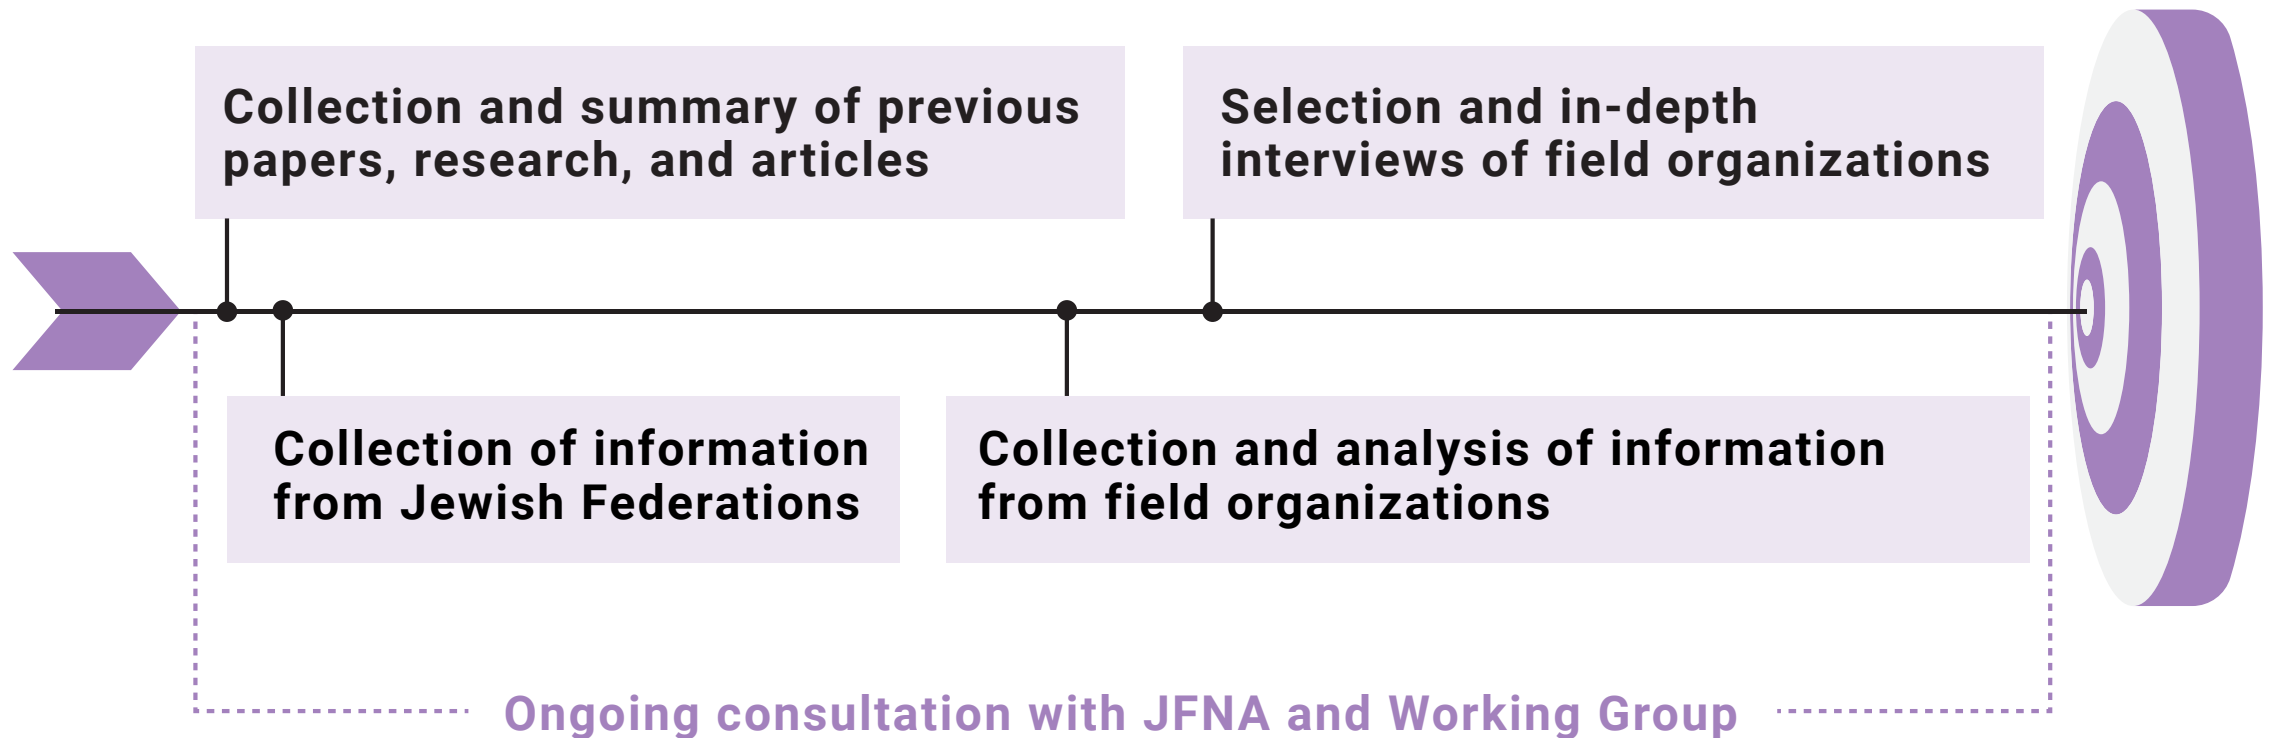 Collection and summary of previous
papers, research, and articles
Selection and in-depth
interviews of field organizations
Collection of information
from Jewish Federations
Collection and analysis of information
from field organizations
Ongoing consultation with JFNA and Working Group